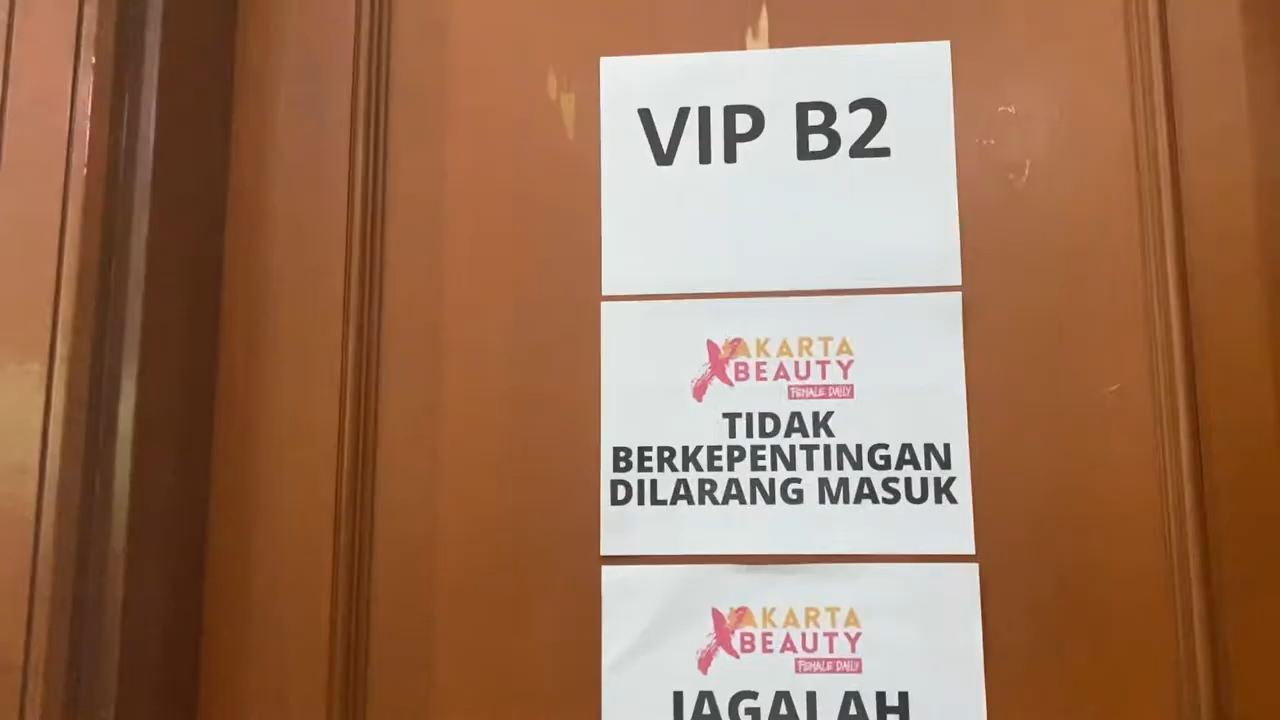 VIP B2
JAKARTA
X BEAUTY
FEMALE DAILY
TIDAK
BERKEPENTINGAN
DILARANG MASUK
JAKARTA
X BEAUTY
FEMALE DAILY
JAGALAH